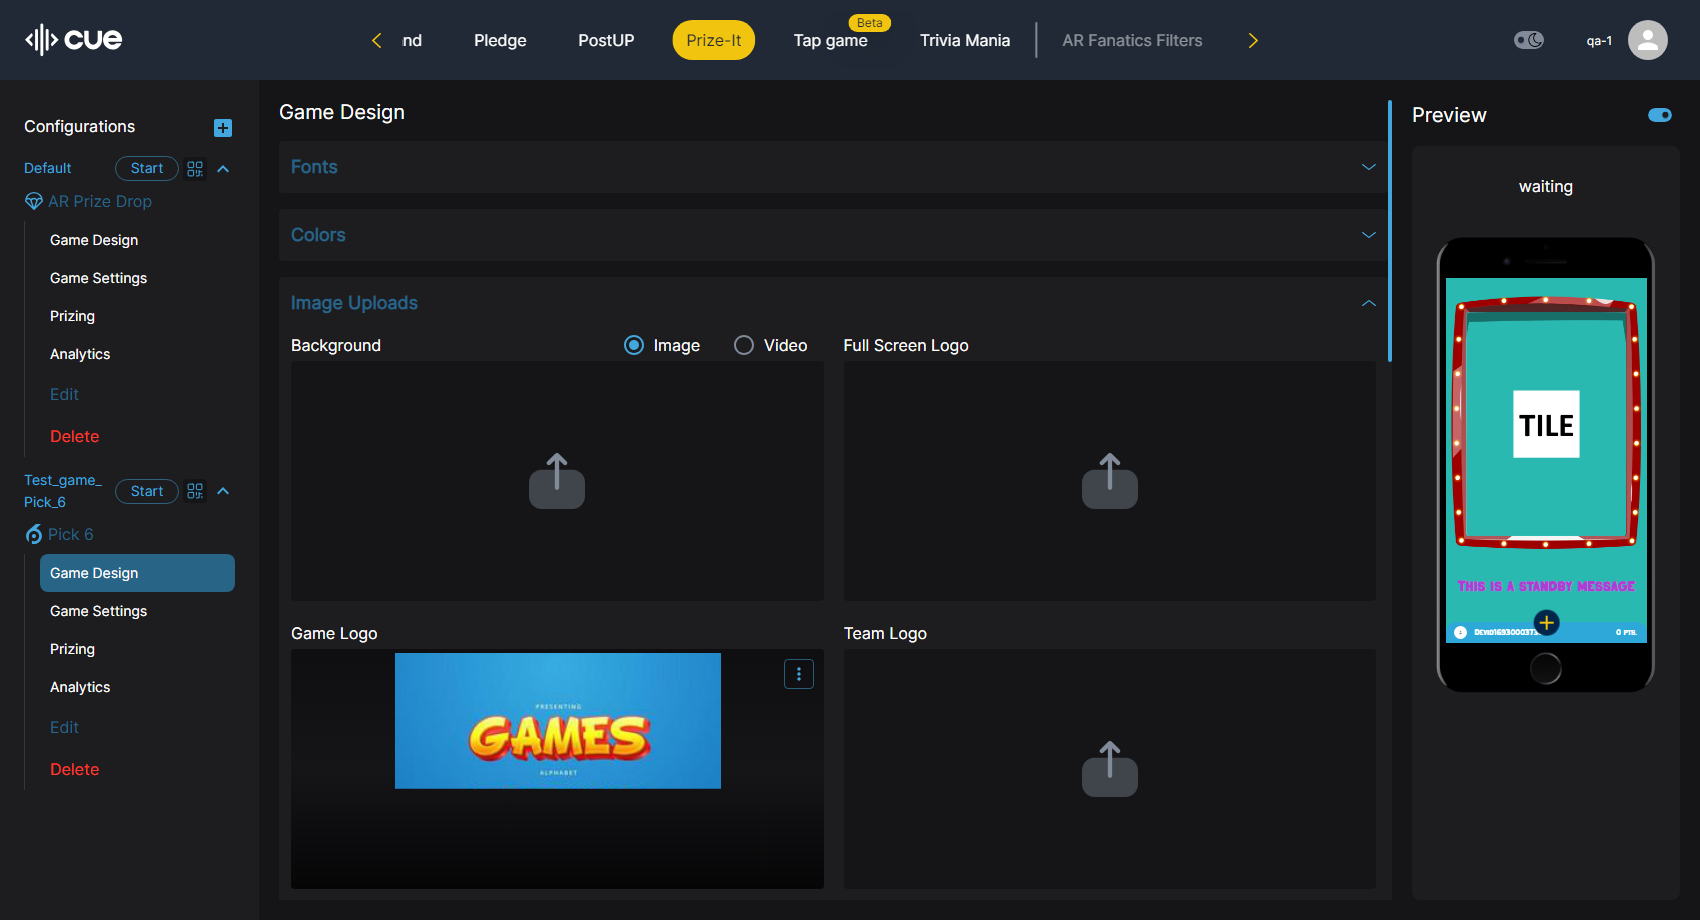 cue
nd
Pledge
PostUP
Prize-It
Beta
Tap game
Trivia Mania
AR Fanatics Filters
qa-1
Configurations
Default
Start
AR Prize Drop
Game Design
Game Settings
Prizing
Analytics
Edit
Delete
Test_game_
Pick_6
Start
Pick 6
Game Design
Game Settings
Prizing
Analytics
Edit
Delete
Game Design
Fonts
Colors
Image Uploads
Background
Image
Video
Full Screen Logo
Game Logo
PRESENTING
GAMES
ALPHABET
Team Logo
Preview
waiting
TILE
THIS IS A STANDBY MESSAGE
0 PTS.